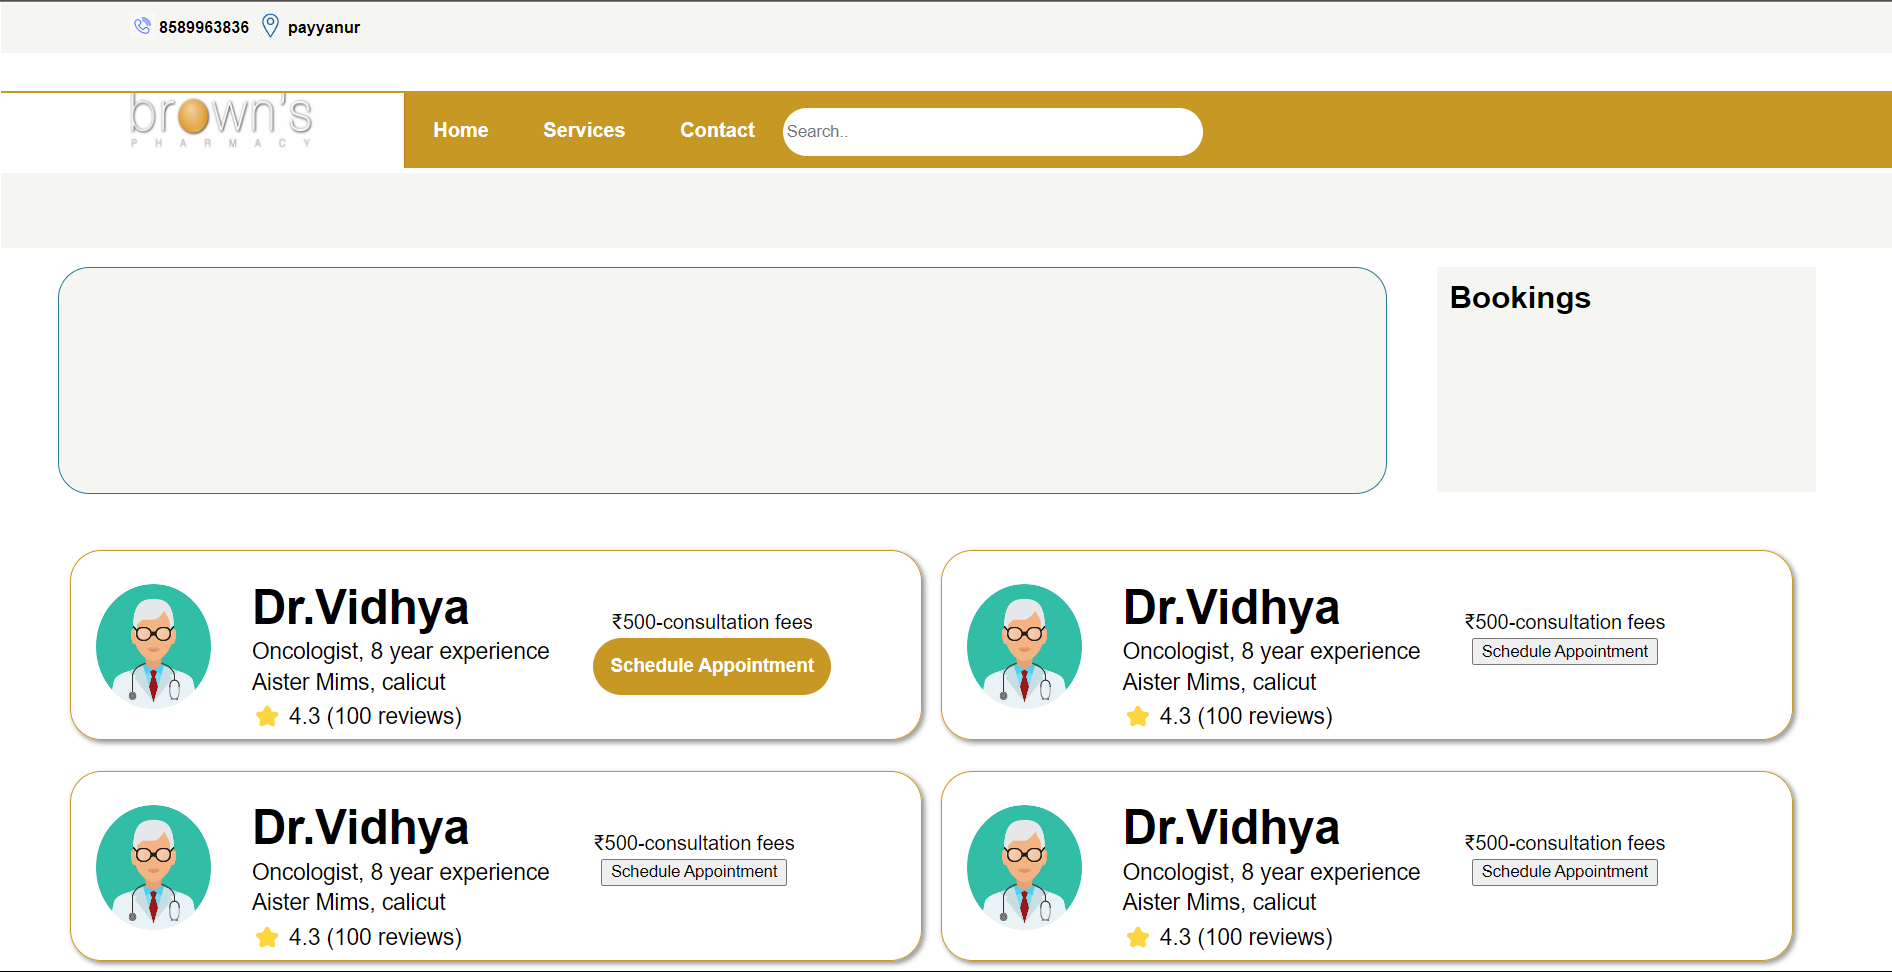 8589963836 payyanur
brown's
PHARMACY
Home Services Contact Search..
Bookings
Dr.Vidhya
Oncologist, 8 year experience
Aister Mims, calicut
4.3 (100 reviews)
₹500-consultation fees
Schedule Appointment
Dr.Vidhya
Oncologist, 8 year experience
Aister Mims, calicut
4.3 (100 reviews)
₹500-consultation fees
Schedule Appointment
Dr.Vidhya
Oncologist, 8 year experience
Aister Mims, calicut
4.3 (100 reviews)
₹500-consultation fees
Schedule Appointment
Dr.Vidhya
Oncologist, 8 year experience
Aister Mims, calicut
4.3 (100 reviews)
₹500-consultation fees
Schedule Appointment